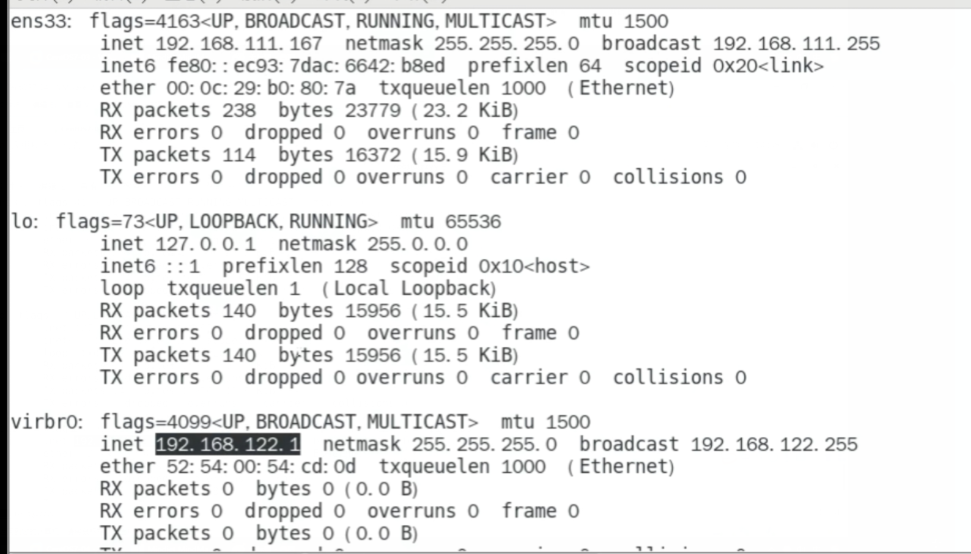 ens33: flags=4163<UP, BROADCAST, RUNNING, MULTICAST> mtu 1500
inet 192.168.111.167 netmask 255.255.255.0 broadcast 192.168.111.255
inet6 fe80::ec93:7dac:6642:b8ed prefixlen 64 scopeid 0x20<link>
ether 00:0c:29:b0:80:7a txqueuelen 1000 (Ethernet)
RX packets 238 bytes 23779 (23.2 KiB)
RX errors 0 dropped 0 overruns 0 frame 0
TX packets 114 bytes 16372 (15.9 KiB)
TX errors 0 dropped 0 overruns 0 carrier 0 collisions 0
lo: flags=73<UP, LOOPBACK, RUNNING> mtu 65536
inet 127.0.0.1 netmask 255.0.0.0
inet6 ::1 prefixlen 128 scopeid 0x10<host>
loop txqueuelen 1 (Local Loopback)
RX packets 140 bytes 15956 (15.5 KiB)
RX errors 0 dropped 0 overruns 0 frame 0
TX packets 140 bytes 15956 (15.5 KiB)
TX errors 0 dropped 0 overruns 0 carrier 0 collisions 0
virbr0: flags=4099<UP, BROADCAST, MULTICAST> mtu 1500
inet 192.168.122.1 netmask 255.255.255.0 broadcast 192.168.122.255
ether 52:54:00:54:cd:0d txqueuelen 1000 (Ethernet)
RX packets 0 bytes 0 (0.0 B)
RX errors 0 dropped 0 overruns 0 frame 0
TX packets 0 bytes 0 (0.0 B)